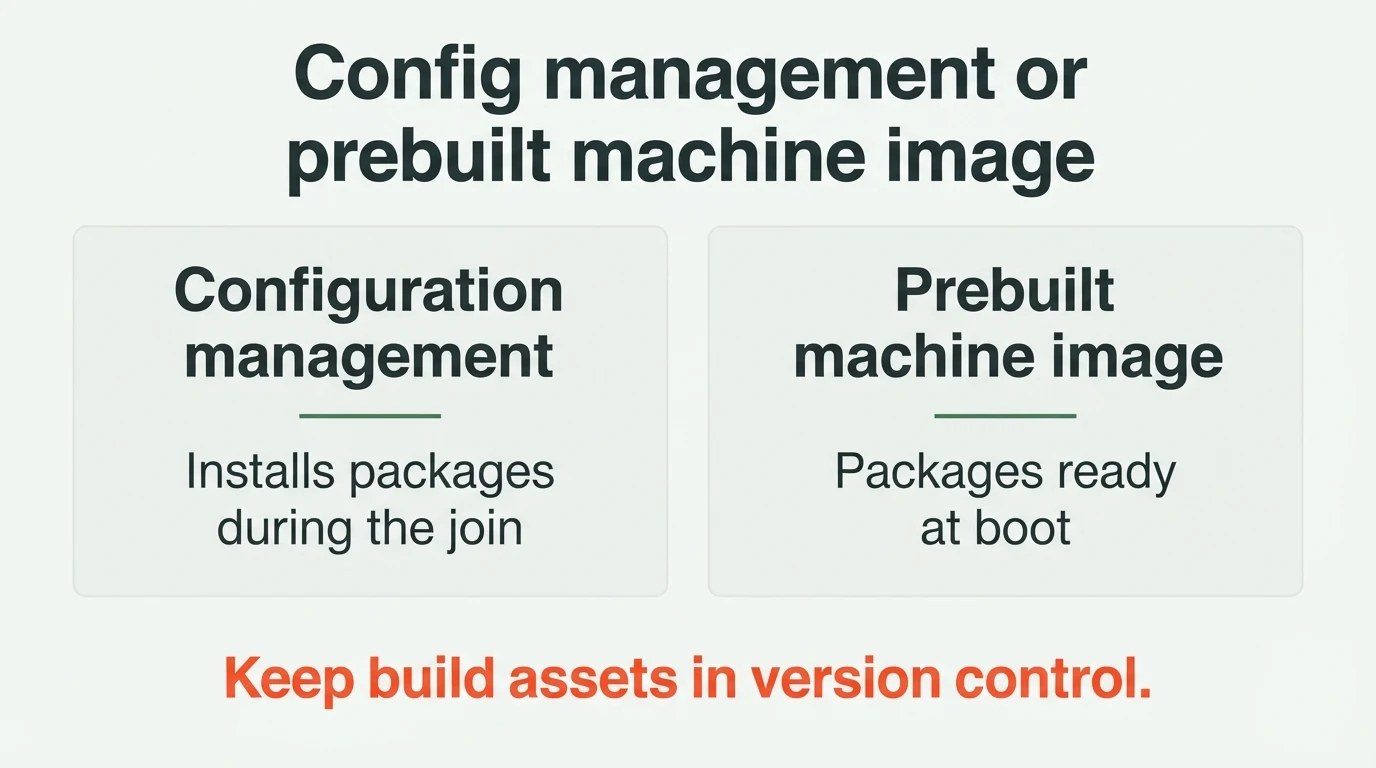 Config management or
prebuilt machine image
Configuration
management
Installs packages
during the join
Prebuilt
machine image
Packages ready
at boot
Keep build assets in version control.